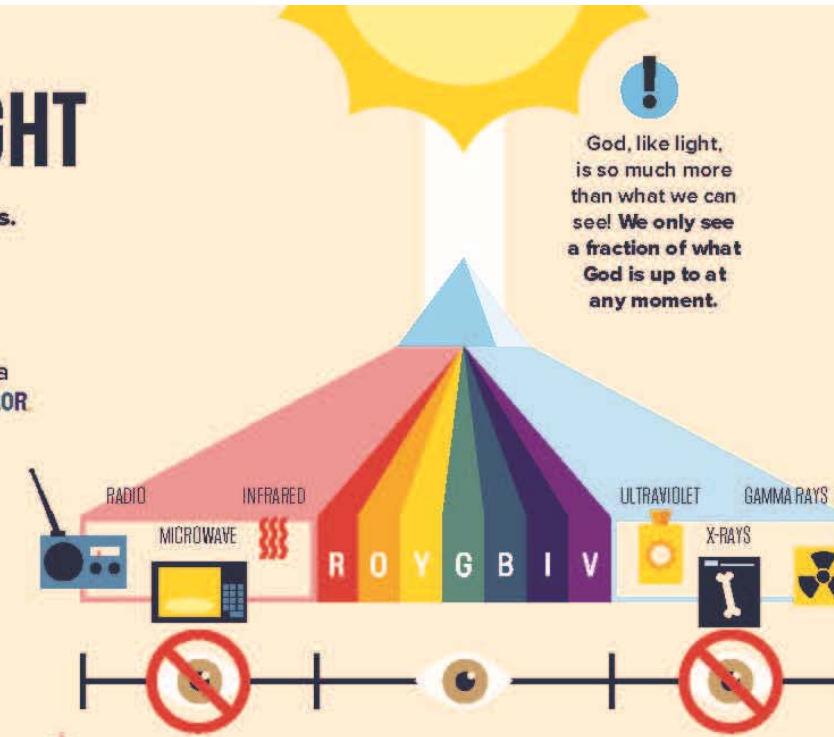 GHT
s.
a
OR
!
God, like light,
is so much more
than what we can
see! We only see
a fraction of what
God is up to at
any moment.
RADIO
INFRARED
ULTRAVIOLET
GAMMA RAYS
MICROWAVE
X-RAYS
R O Y G B I V